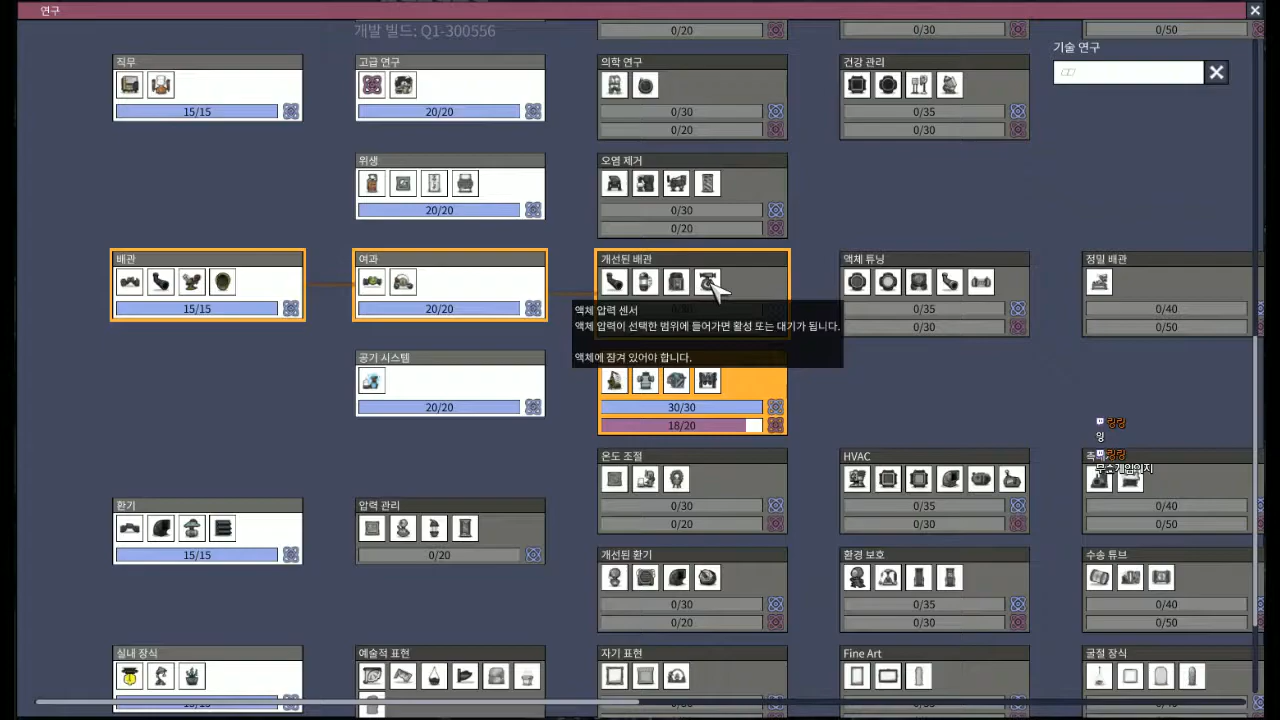 연구
개발 빌드: Q1-300556
0/20
0/30
0/50
기술 연구
직무
15/15
고급 연구
20/20
의학 연구
0/30
0/20
건강 관리
0/35
0/30
위생
20/20
오염 제거
0/30
0/20
배관
15/15
여과
20/20
개선된 배관
액체 튜닝
0/35
0/30
정밀 배관
0/40
0/50
액체 압력 센서
액체 압력이 선택한 범위에 들어가면 활성 또는 대기가 됩니다.
액체에 잠겨 있어야 합니다.
공기 시스템
20/20
30/30
18/20
링링
잉
링링
무소게임인지
온도 조절
0/30
0/20
HVAC
0/35
0/30
0/40
0/50
환기
15/15
압력 관리
0/20
개선된 환기
0/30
0/20
환경 보호
0/35
0/30
수송 튜브
0/40
0/50
실내 장식
예술적 표현
자기 표현
Fine Art
굴절 장식